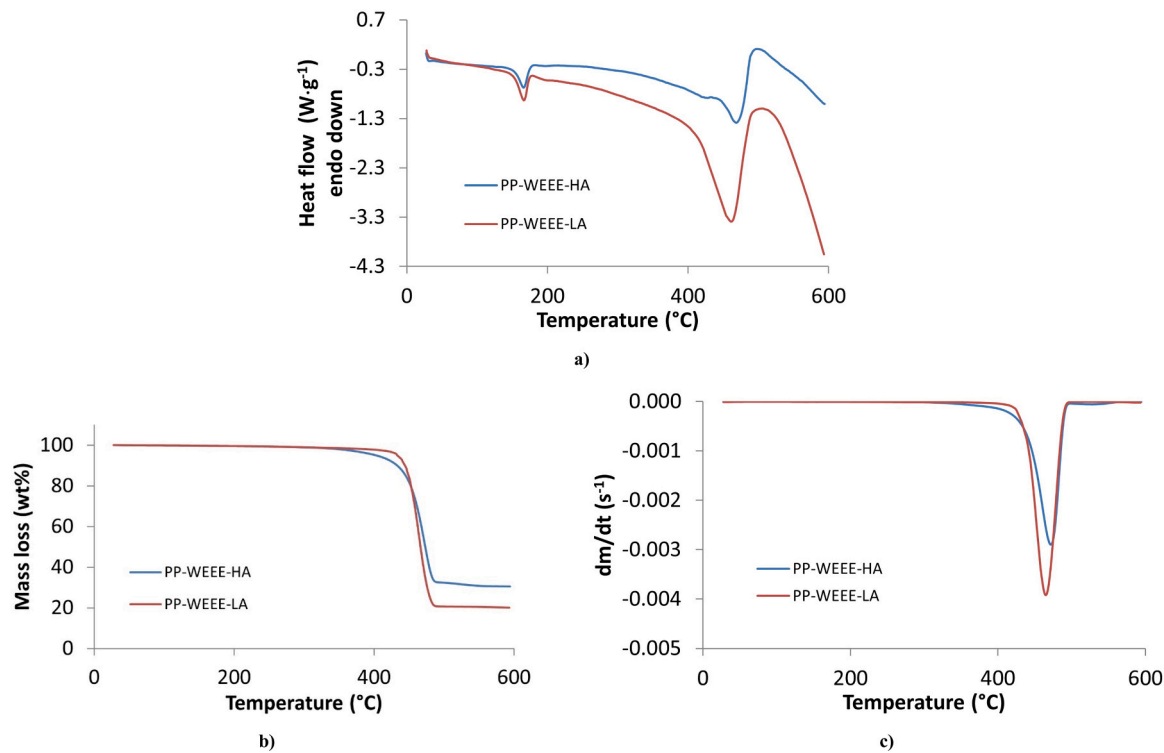 0.7
-0.3
-1.3
-2.3
-3.3
-4.3
Heat flow (W·g-1)
endo down
PP-WEEE-HA
PP-WEEE-LA
0 200 400 600
Temperature (°C)
a)
100
80
60
40
20
0
Mass loss (wt%)
PP-WEEE-HA
PP-WEEE-LA
0 200 400 600
Temperature (°C)
b)
0.000
-0.001
-0.002
-0.003
-0.004
-0.005
dm/dt (s-1)
PP-WEEE-HA
PP-WEEE-LA
0 200 400 600
Temperature (°C)
c)